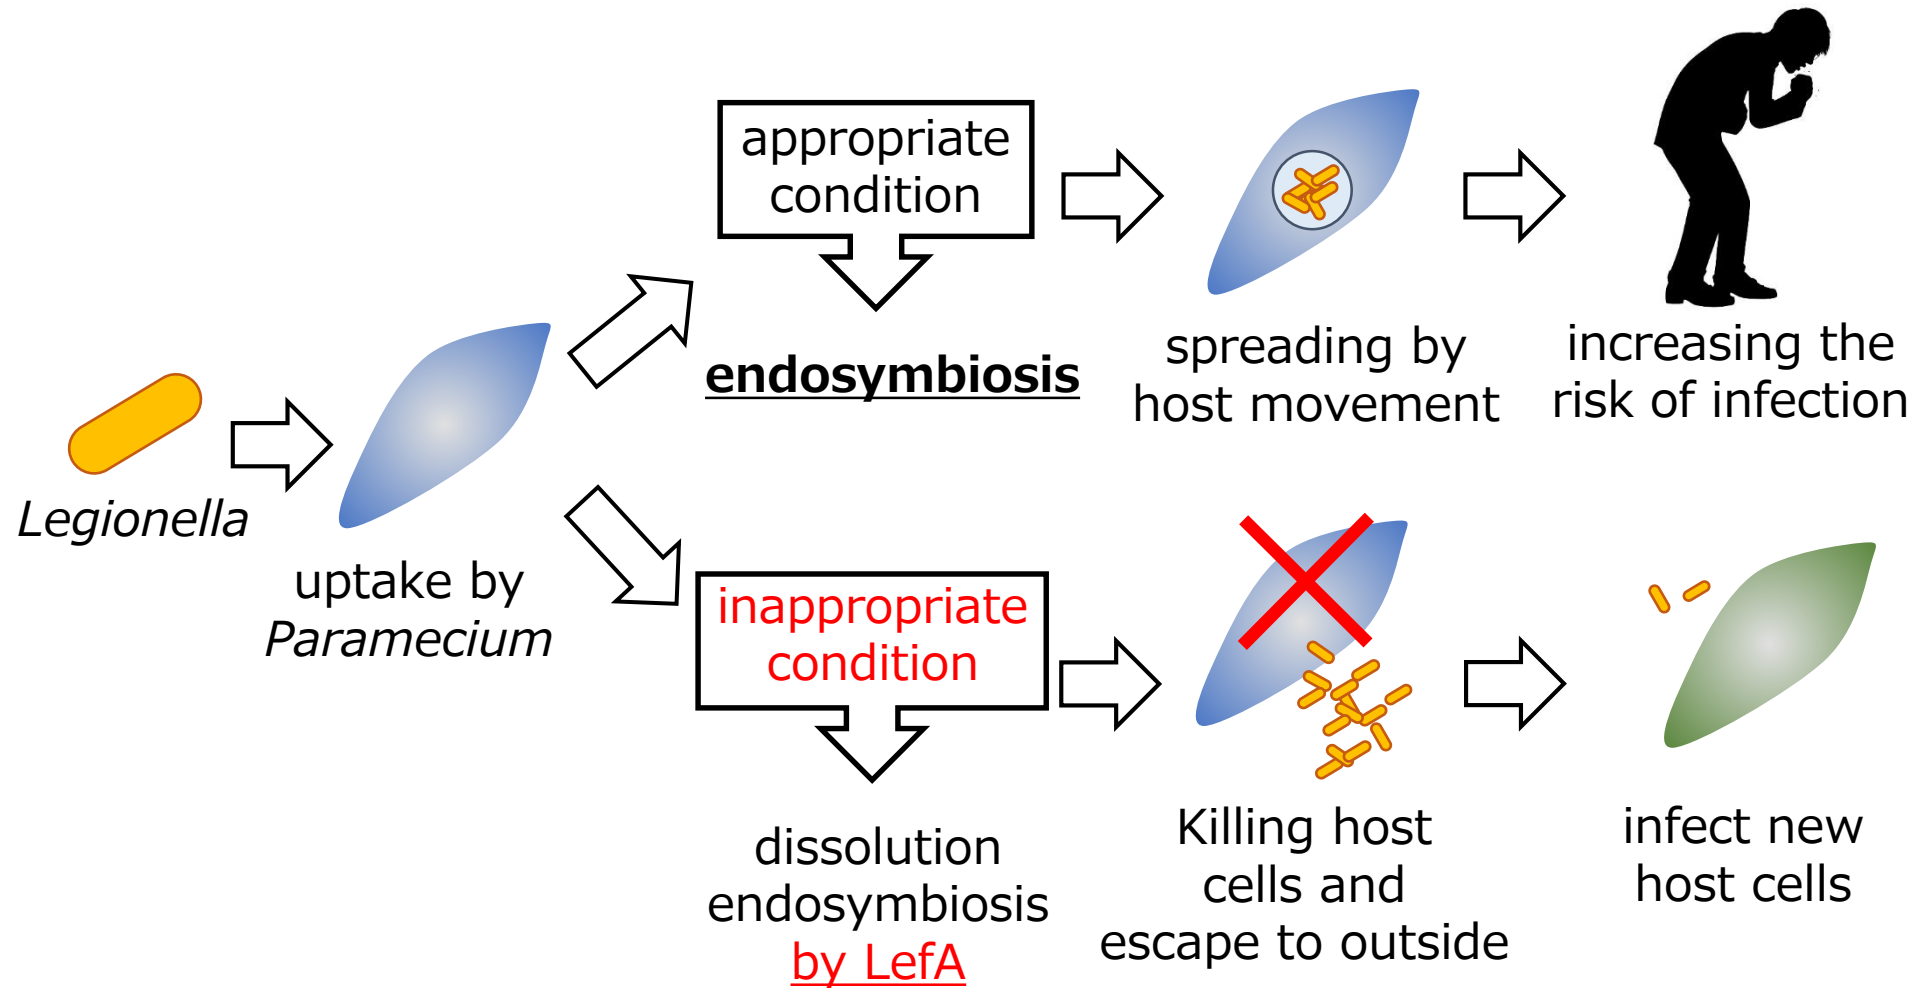 Legionella
uptake by
Paramecium
appropriate
condition
endosymbiosis
spreading by
host movement
increasing the
risk of infection
inappropriate
condition
dissolution
endosymbiosis
by LefA
Killing host
cells and
escape to outside
infect new
host cells